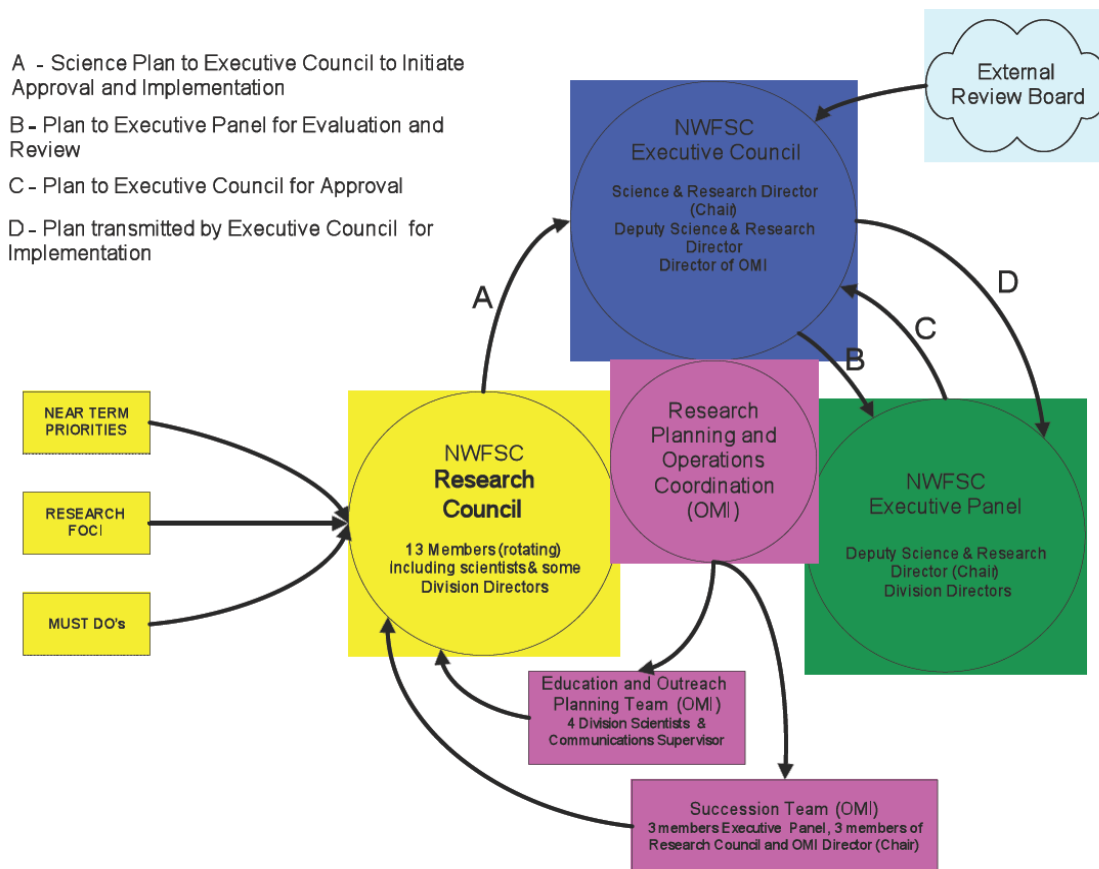 A - Science Plan to Executive Council to Initiate
Approval and Implementation
B - Plan to Executive Panel for Evaluation and
Review
C - Plan to Executive Council for Approval
D - Plan transmitted by Executive Council for
Implementation
External
Review Board
NWFSC
Executive Council
Science & Research Director
(Chair)
Deputy Science & Research
Director
Director of OMI
A
B
C
D
NEAR TERM
PRIORITIES
RESEARCH
FOCI
MUST DO's
NWFSC
Research
Council
13 Members (rotating)
including scientists & some
Division Directors
Research
Planning and
Operations
Coordination
(OMI)
NWFSC
Executive Panel
Deputy Science & Research
Director (Chair)
Division Directors
Education and Outreach
Planning Team (OMI)
4 Division Scientists &
Communications Supervisor
Succession Team (OMI)
3 members Executive Panel, 3 members of
Research Council and OMI Director (Chair)